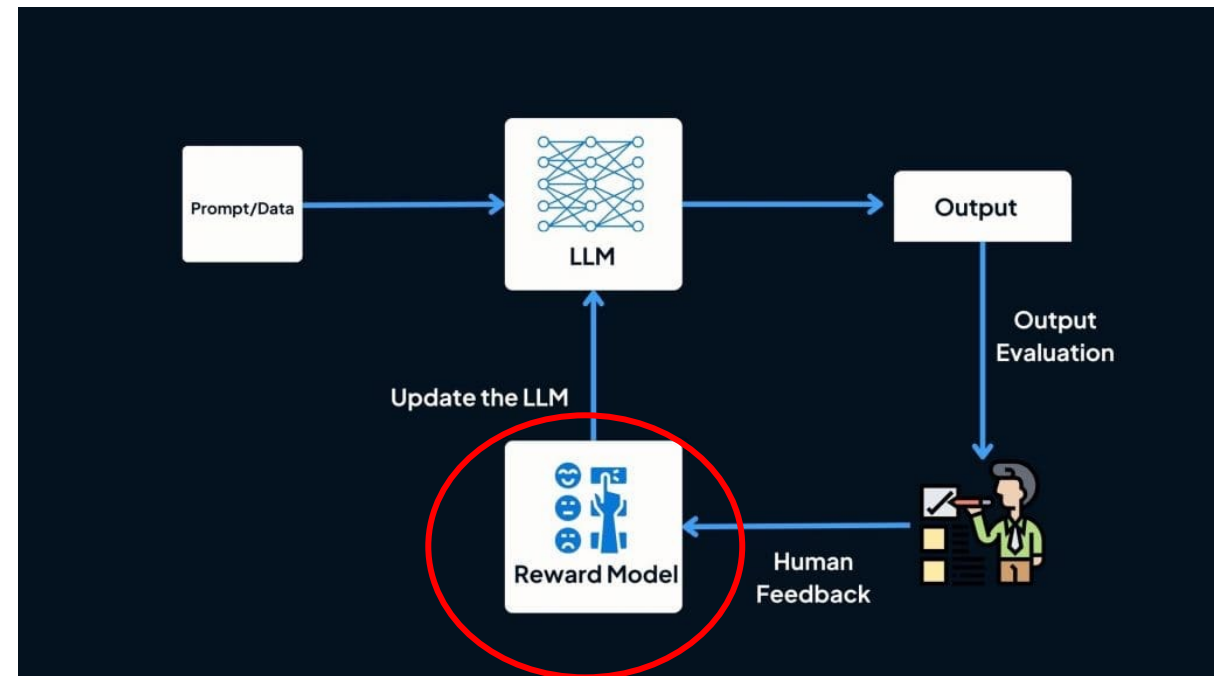 Prompt/Data
LLM
Output
Output
Evaluation
Update the LLM
Reward Model
Human
Feedback